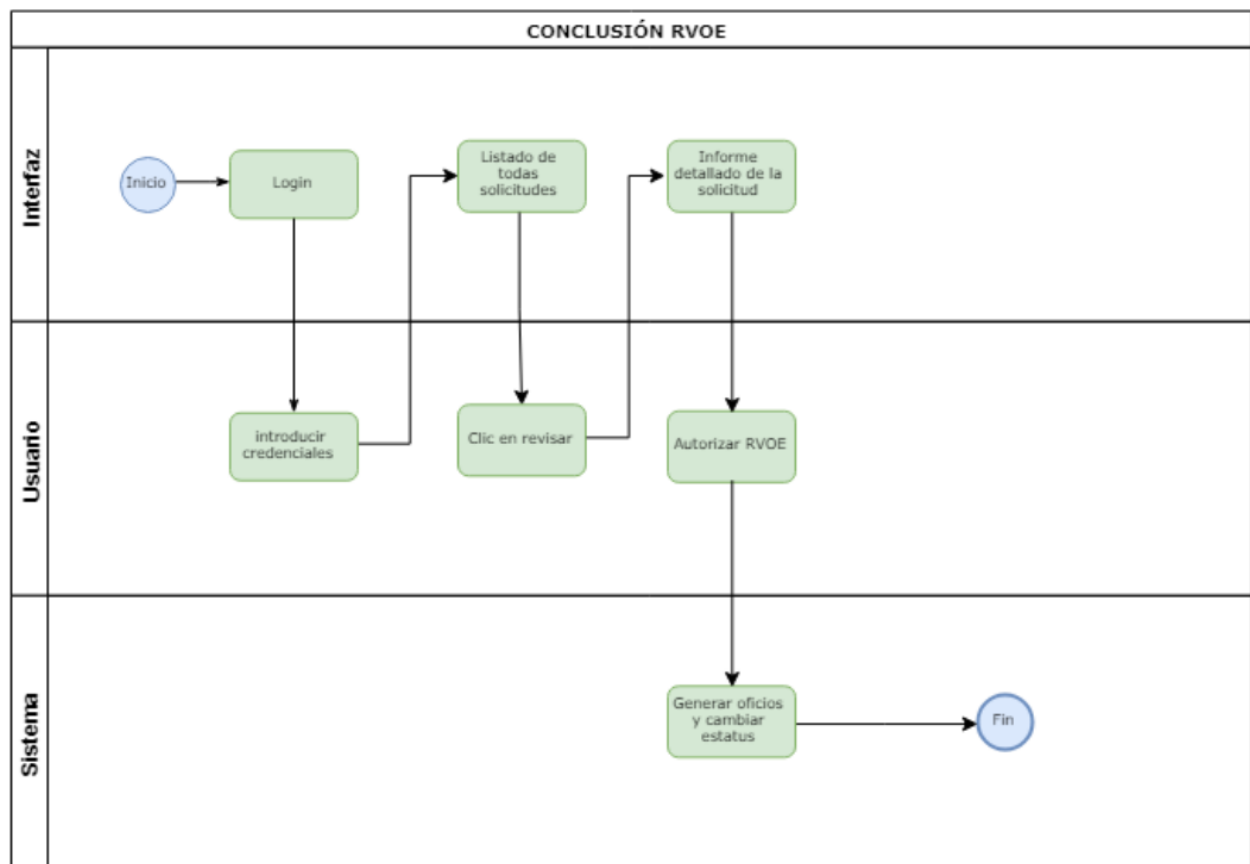 CONCLUSIÓN RVOE
Interfaz
Inicio
Login
Listado de
todas
solicitudes
Informe
detallado de la
solicitud
Usuario
introducir
credenciales
Clic en revisar
Autorizar RVOE
Sistema
Generar oficios
y cambiar
estatus
Fin